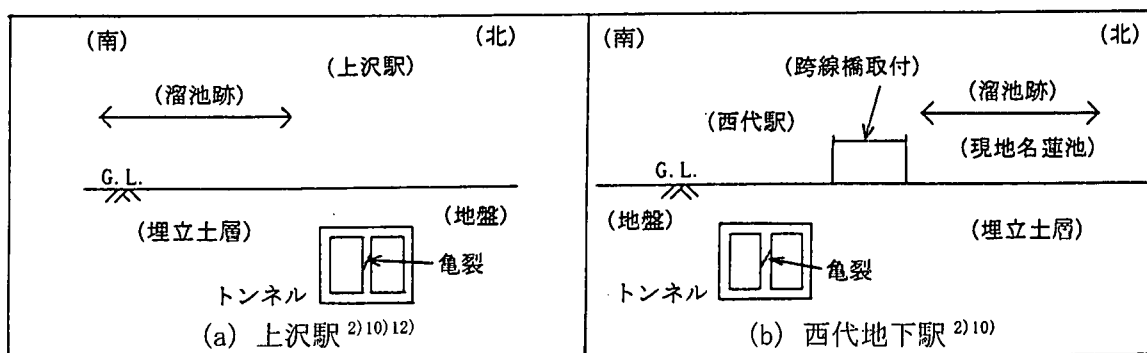 (南)
(北)
(上沢駅)
(溜池跡)
G.L.
(地盤)
(埋立土層)
亀裂
トンネル
(a) 上沢駅 2)10)12)
(南)
(北)
(跨線橋取付)
(溜池跡)
(西代駅)
(現地名蓮池)
G.L.
(地盤)
(埋立土層)
亀裂
トンネル
(b) 西代地下駅 2)10)